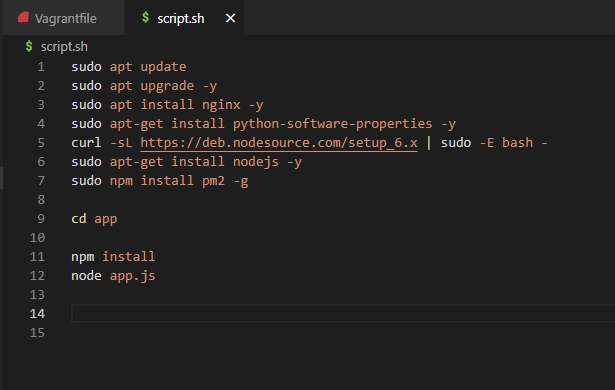 Vagrantfile $ script.sh ×
$ script.sh
1 sudo apt update
2 sudo apt upgrade -y
3 sudo apt install nginx -y
4 sudo apt-get install python-software-properties -y
5 curl -sL https://deb.nodesource.com/setup_6.x | sudo -E bash -
6 sudo apt-get install nodejs -y
7 sudo npm install pm2 -g
8
9 cd app
10
11 npm install
12 node app.js
13
14
15